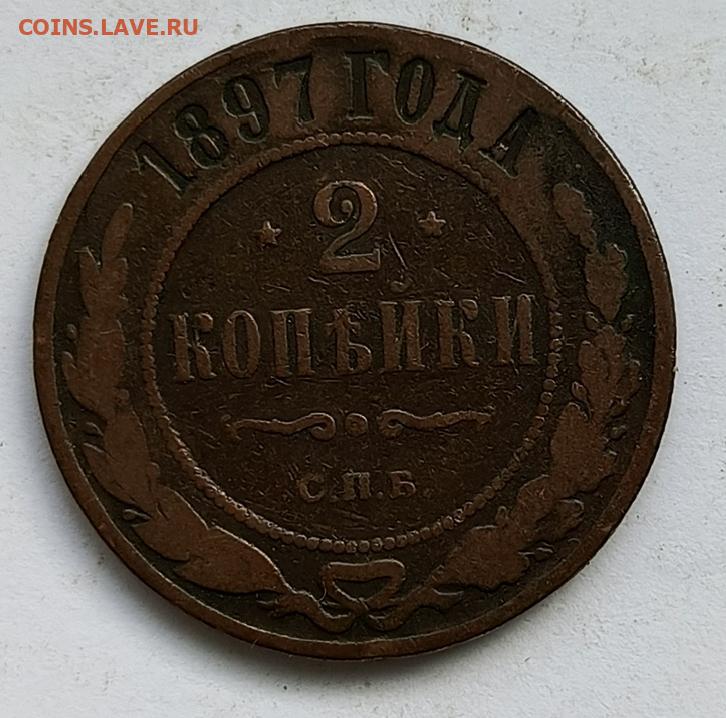 COINS.LAVE.RU
1897 ГОДА
2
КОПѢЙКИ
С.П.Б.